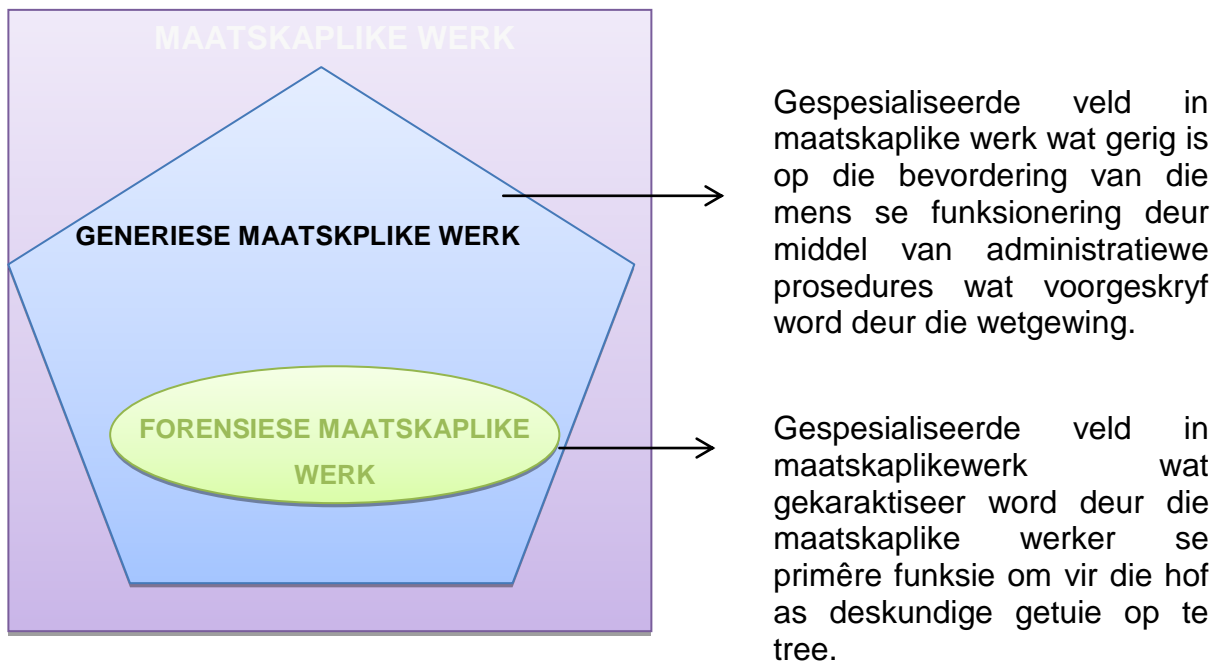 MAATSKAPLIKE WERK
GENERIESE MAATSKPLIKE WERK
FORENSIESE MAATSKAPLIKE
WERK
Gespesialiseerde veld in
maatskaplike werk wat gerig is
op die bevordering van die
mens se funksionering deur
middel van administratiewe
prosedures wat voorgeskryf
word deur die wetgewing.
Gespesialiseerde veld in
maatskaplikewerk wat
gekaraktiseer word deur die
maatskaplike werker se
primêre funksie om vir die hof
as deskundige getuie op te
tree.